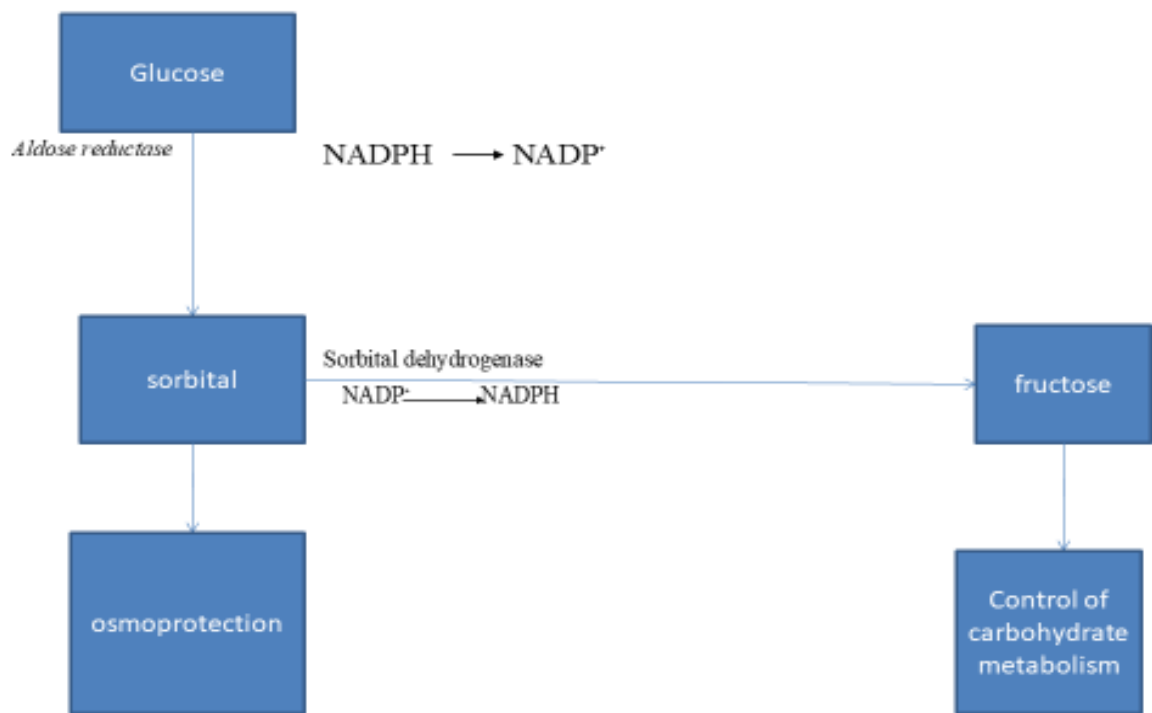 Glucose
Aldose reductase
NADPH → NADP⁺
sorbital
Sorbital dehydrogenase
NADP⁺ → NADPH
fructose
osmoprotection
Control of
carbohydrate
metabolism